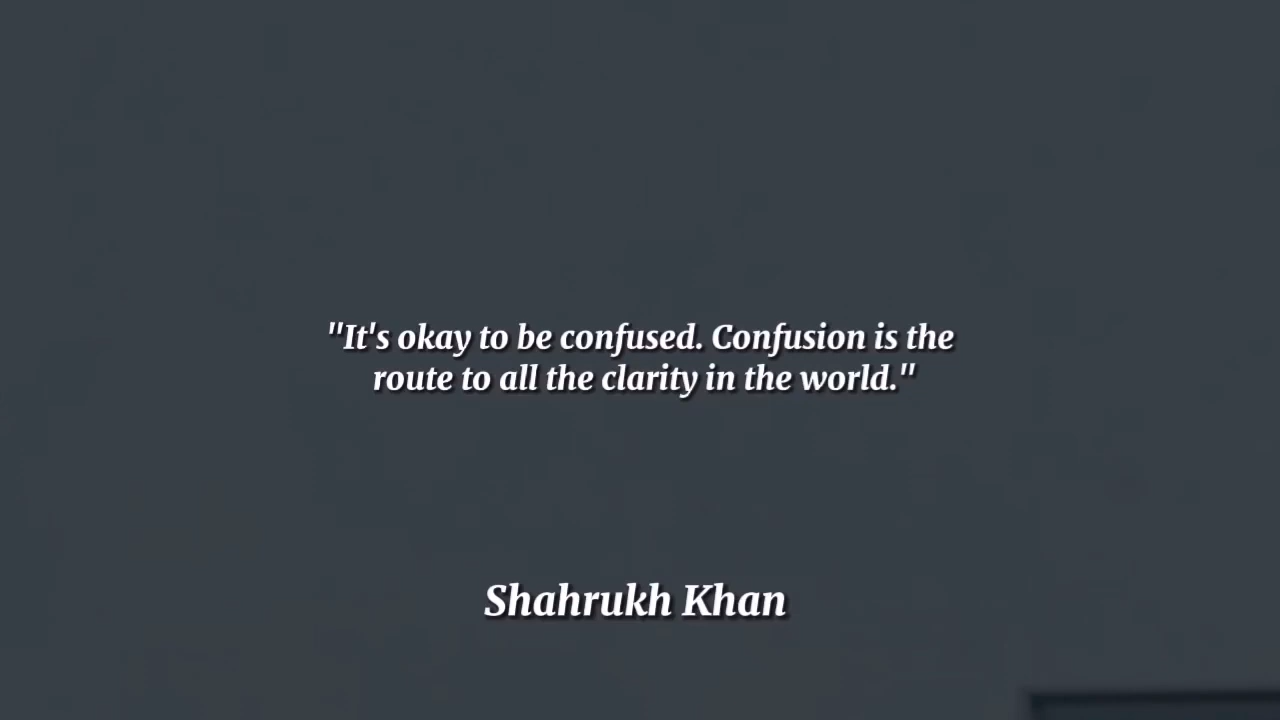 "It's okay to be confused. Confusion is the
route to all the clarity in the world."
Shahrukh Khan